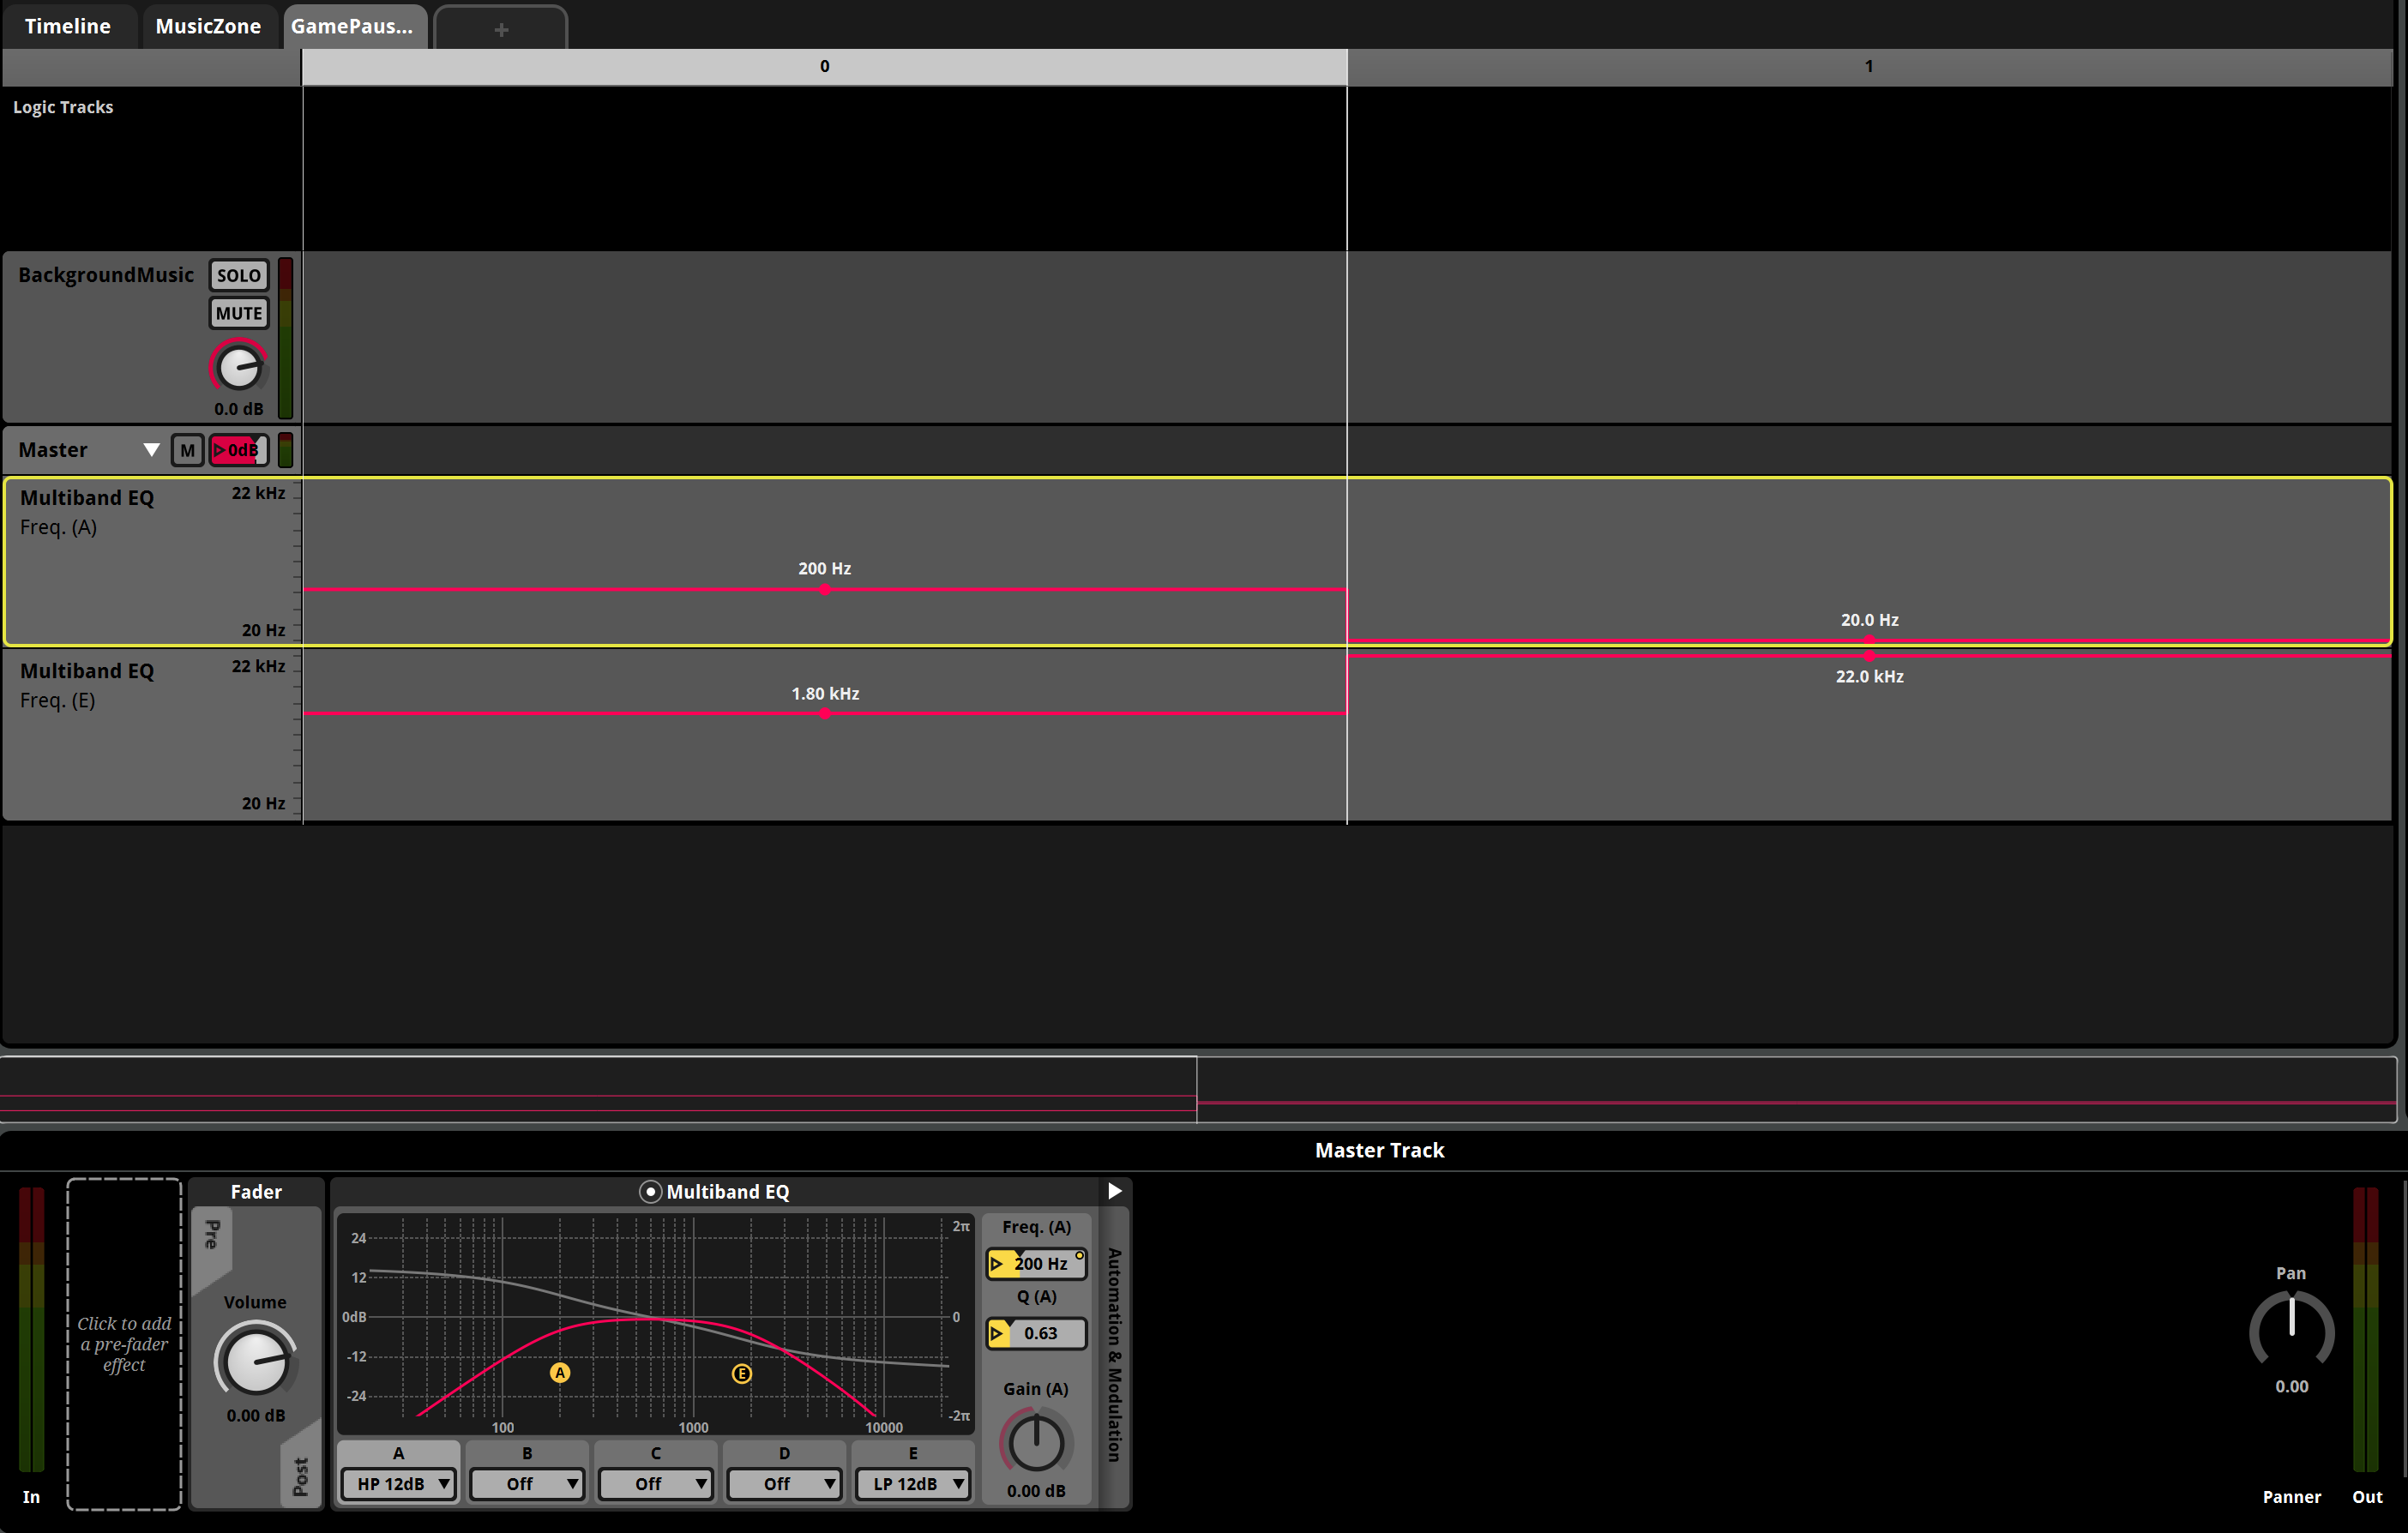 Timeline
MusicZone
GamePaus...
+
0
1
Logic Tracks
BackgroundMusic
SOLO
MUTE
0.0 dB
Master
M
0dB
Multiband EQ
22 kHz
Freq. (A)
200 Hz
20.0 Hz
20 Hz
Multiband EQ
22 kHz
22.0 kHz
Freq. (E)
1.80 kHz
20 Hz
Master Track
Fader
Multiband EQ
Pre
Click to add
a pre-fader
effect
Volume
0.00 dB
Post
In
24
12
0dB
-12
-24
2π
0
-2π
A
E
100
1000
10000
A
B
C
D
E
HP 12dB
Off
Off
Off
LP 12dB
Freq. (A)
200 Hz
Q (A)
0.63
Gain (A)
0.00 dB
Automation & Modulation
Pan
0.00
Panner
Out